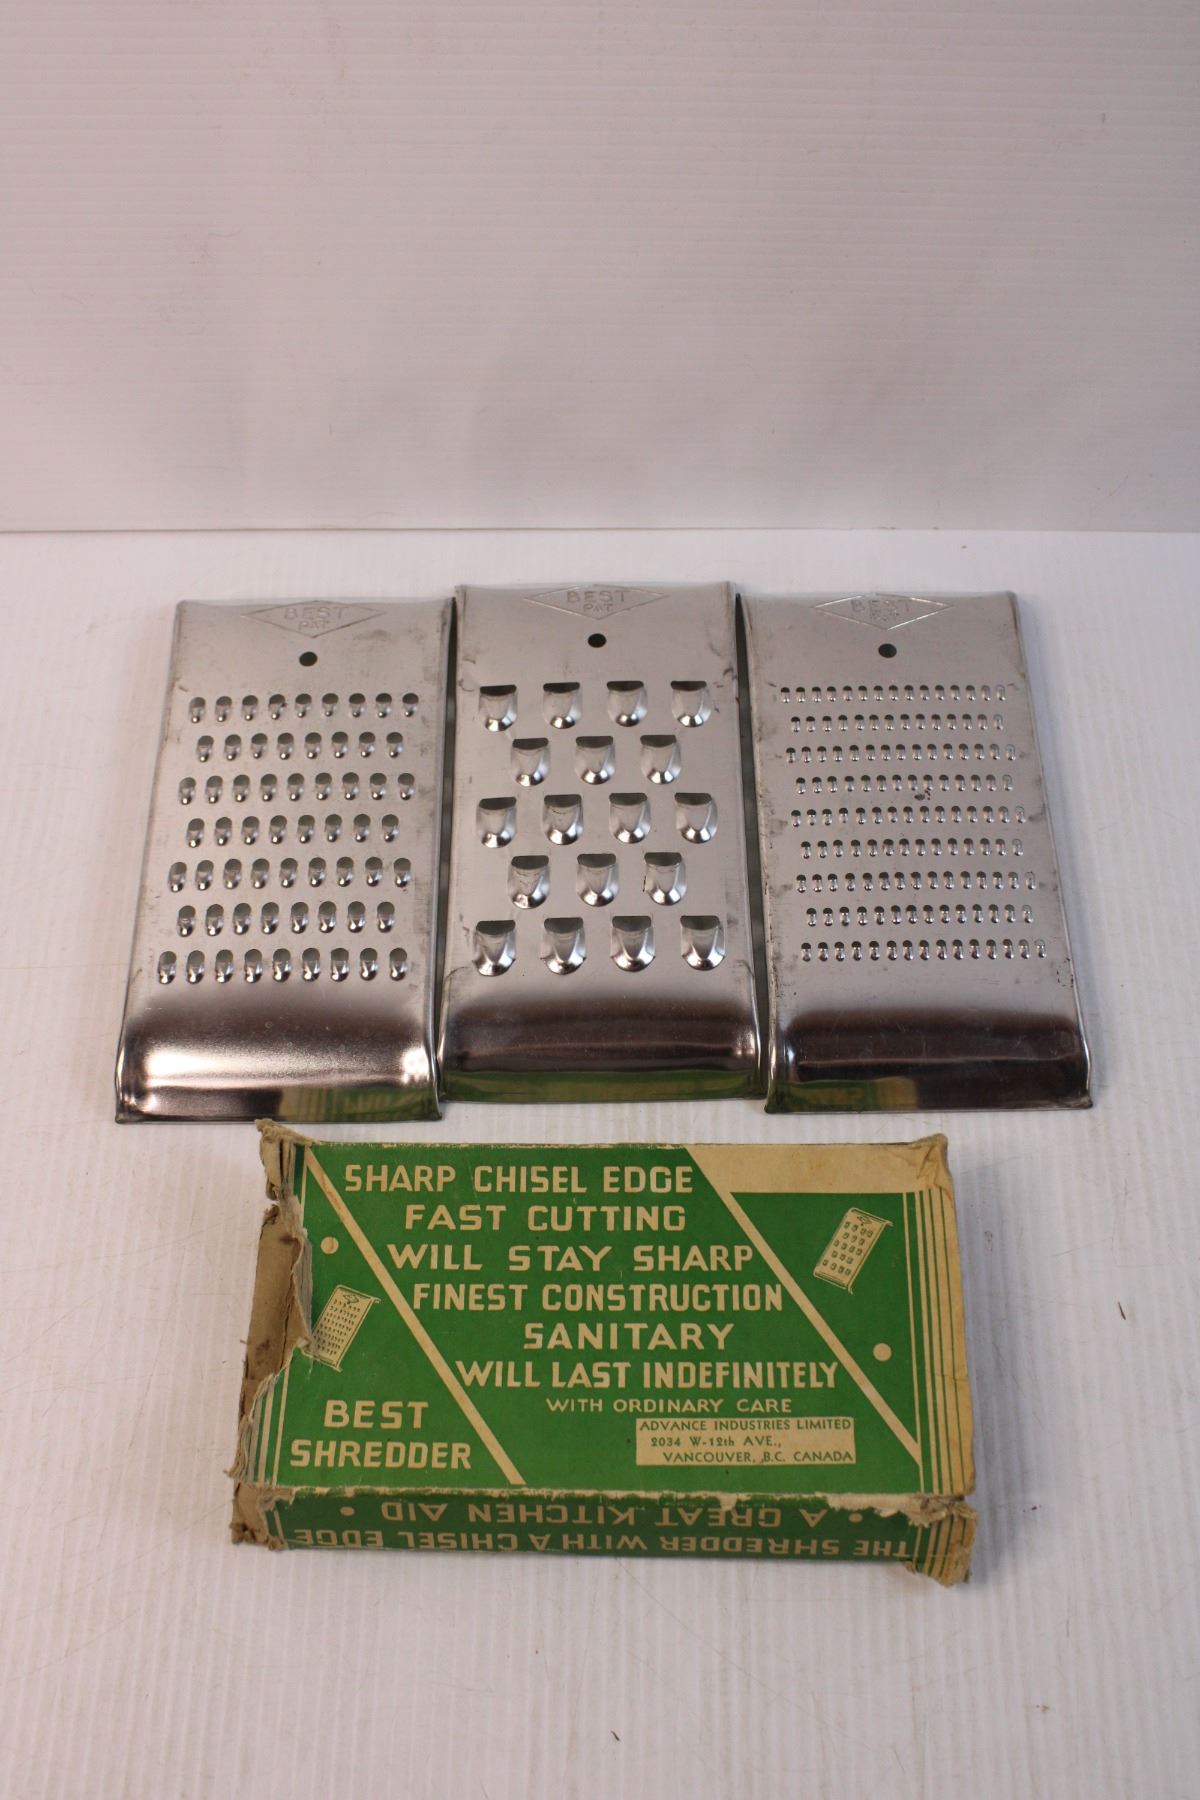 BEST
PAT.
BEST
PAT.
BEST
PAT.
SHARP CHISEL EDGE
FAST CUTTING
WILL STAY SHARP
FINEST CONSTRUCTION
SANITARY
WILL LAST INDEFINITELY
WITH ORDINARY CARE
ADVANCE INDUSTRIES LIMITED
2034 W-12th AVE.,
VANCOUVER, B.C. CANADA
BEST
SHREDDER
THE SHREDDER WITH A CHISEL EDGE
• A GREAT KITCHEN AID •